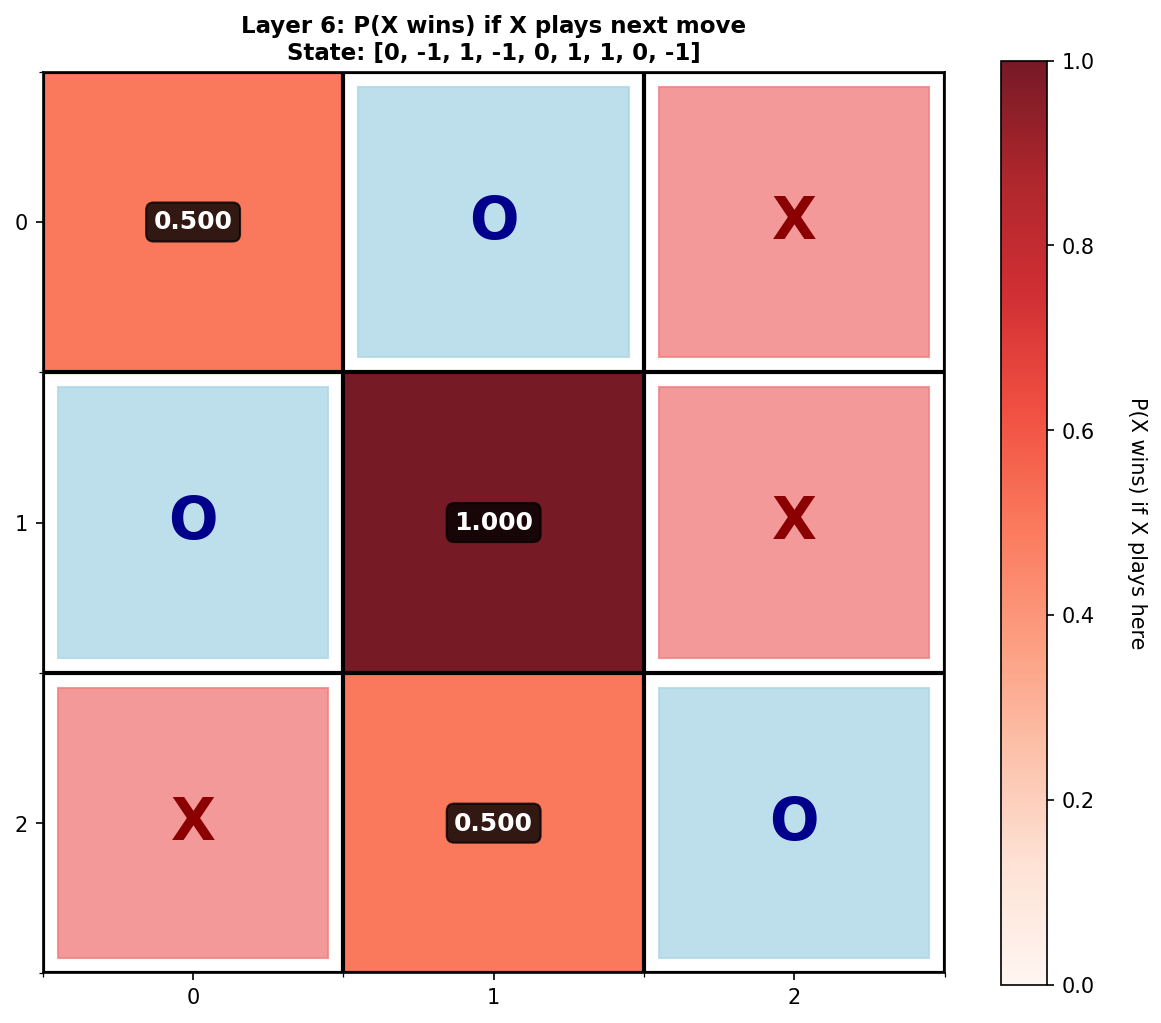 Layer 6: P(X wins) if X plays next move
State: [0, -1, 1, -1, 0, 1, 1, 0, -1]
0
0.500
O
X
1
O
1.000
X
2
X
0.500
O
0
1
2
1.0
0.8
0.6
0.4
0.2
0.0
P(X wins) if X plays here